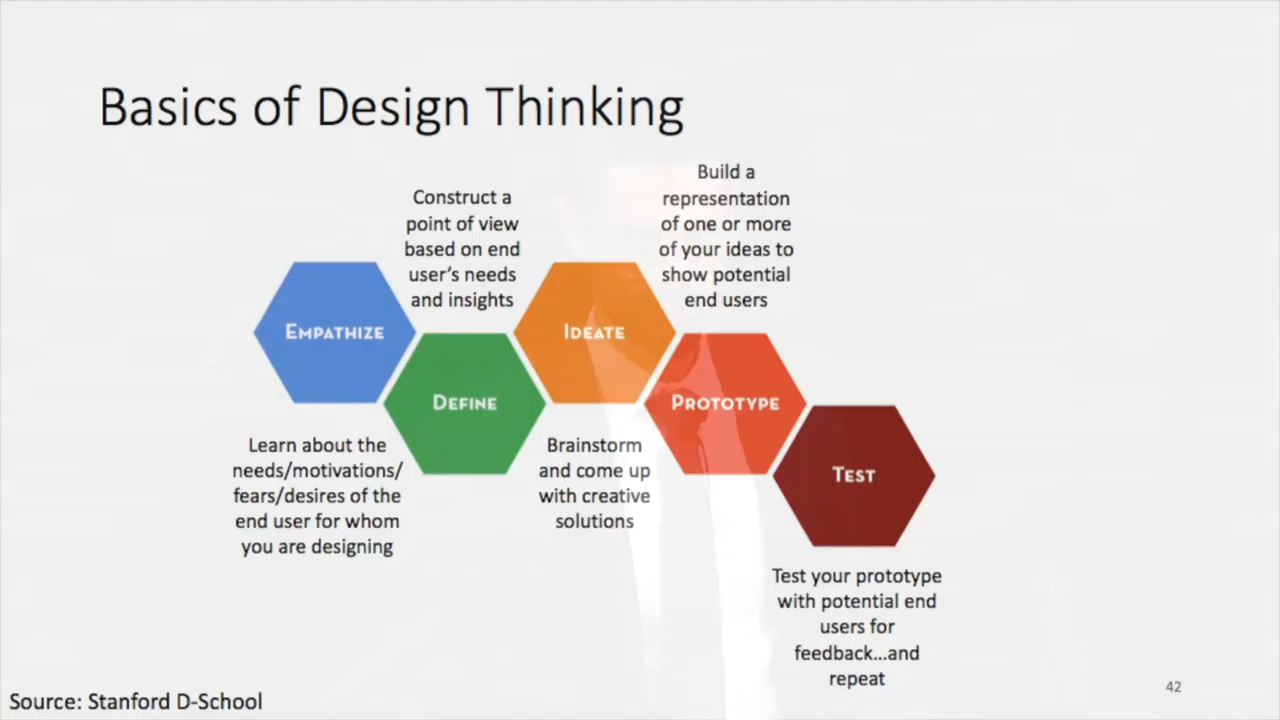 Basics of Design Thinking
Construct a
point of view
based on end
user's needs
and insights
Build a
representation
of one or more
of your ideas to
show potential
end users
EMPATHIZE
DEFINE
IDEATE
PROTOTYPE
TEST
Learn about the
needs/motivations/
fears/desires of the
end user for whom
you are designing
Brainstorm
and come up
with creative
solutions
Test your prototype
with potential end
users for
feedback...and
repeat
Source: Stanford D-School
42